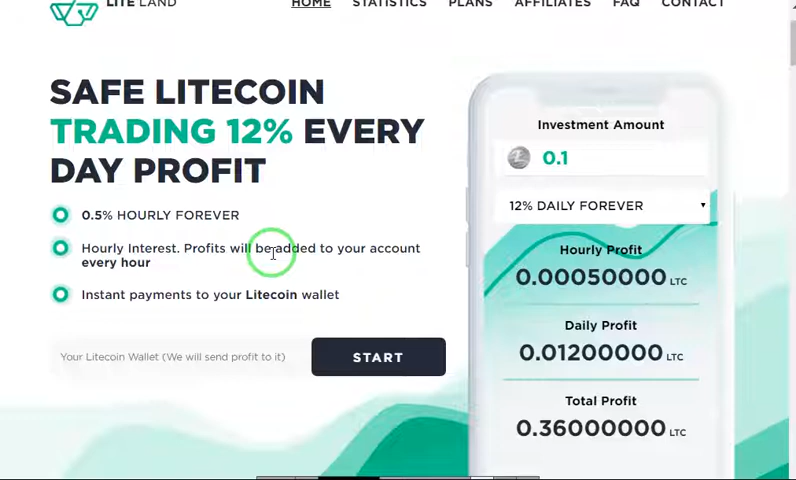 LITE LAND
HOME STATISTICS PLANS AFFILIATES FAQ CONTACT
SAFE LITECOIN
TRADING 12% EVERY
DAY PROFIT
0.5% HOURLY FOREVER
Hourly Interest. Profits will be added to your account
every hour
Instant payments to your Litecoin wallet
Your Litecoin Wallet (We will send profit to it)
START
Investment Amount
0.1
12% DAILY FOREVER
Hourly Profit
0.00050000 LTC
Daily Profit
0.01200000 LTC
Total Profit
0.36000000 LTC